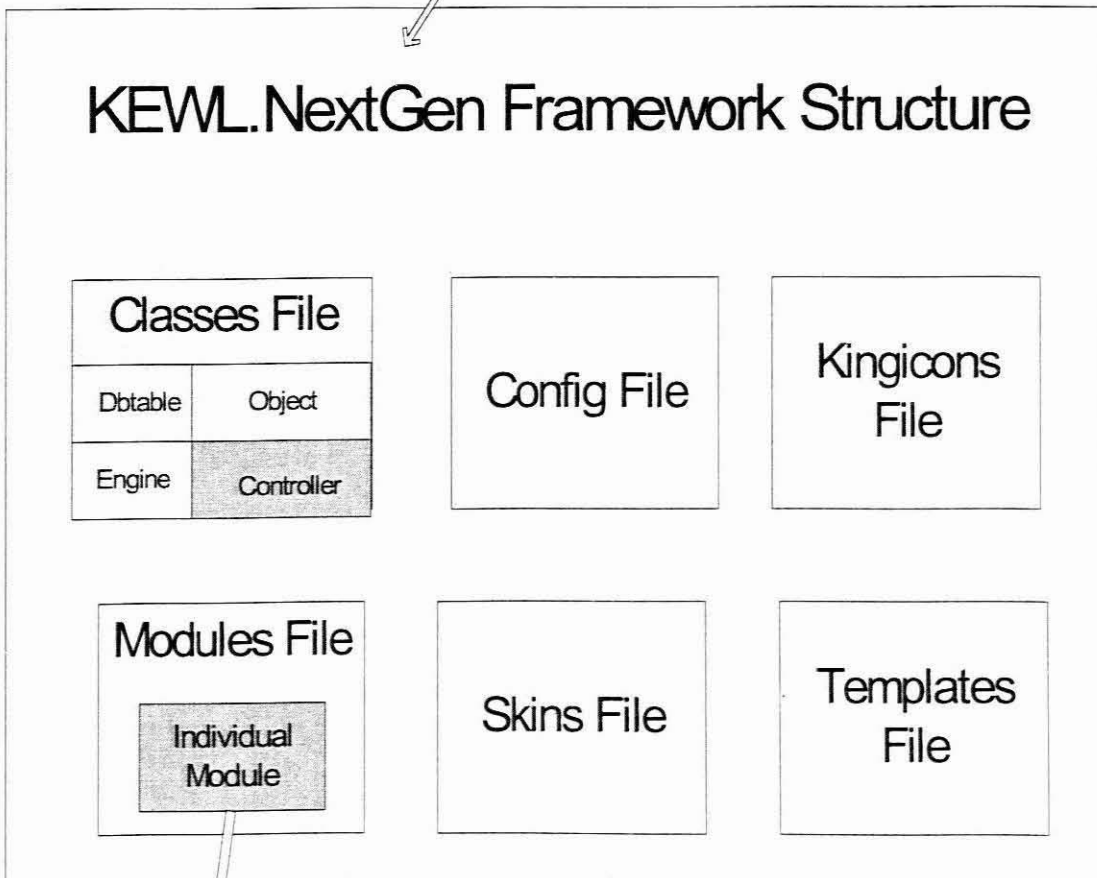 KEWL.NextGen Framework Structure
Classes File
Dbtable
Object
Engine
Controller
Config File
Kingicons
File
Modules File
Individual
Module
Skins File
Templates
File